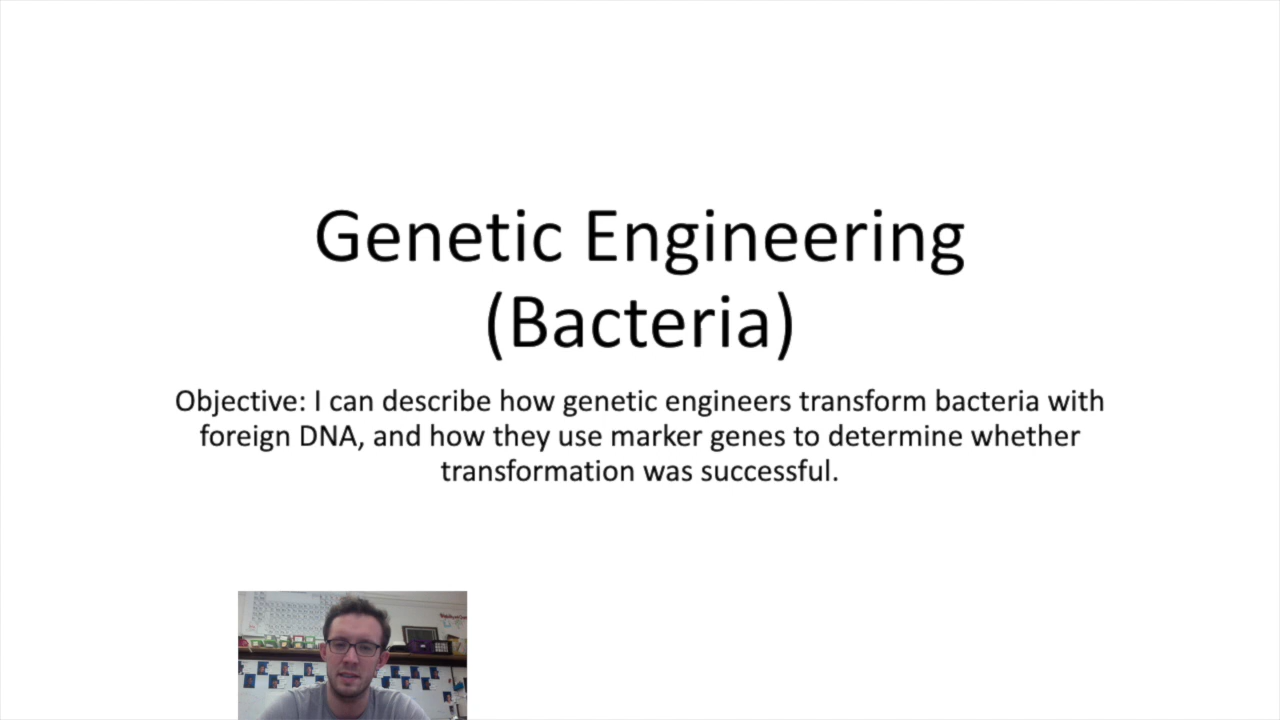 Genetic Engineering
(Bacteria)
Objective: I can describe how genetic engineers transform bacteria with
foreign DNA, and how they use marker genes to determine whether
transformation was successful.